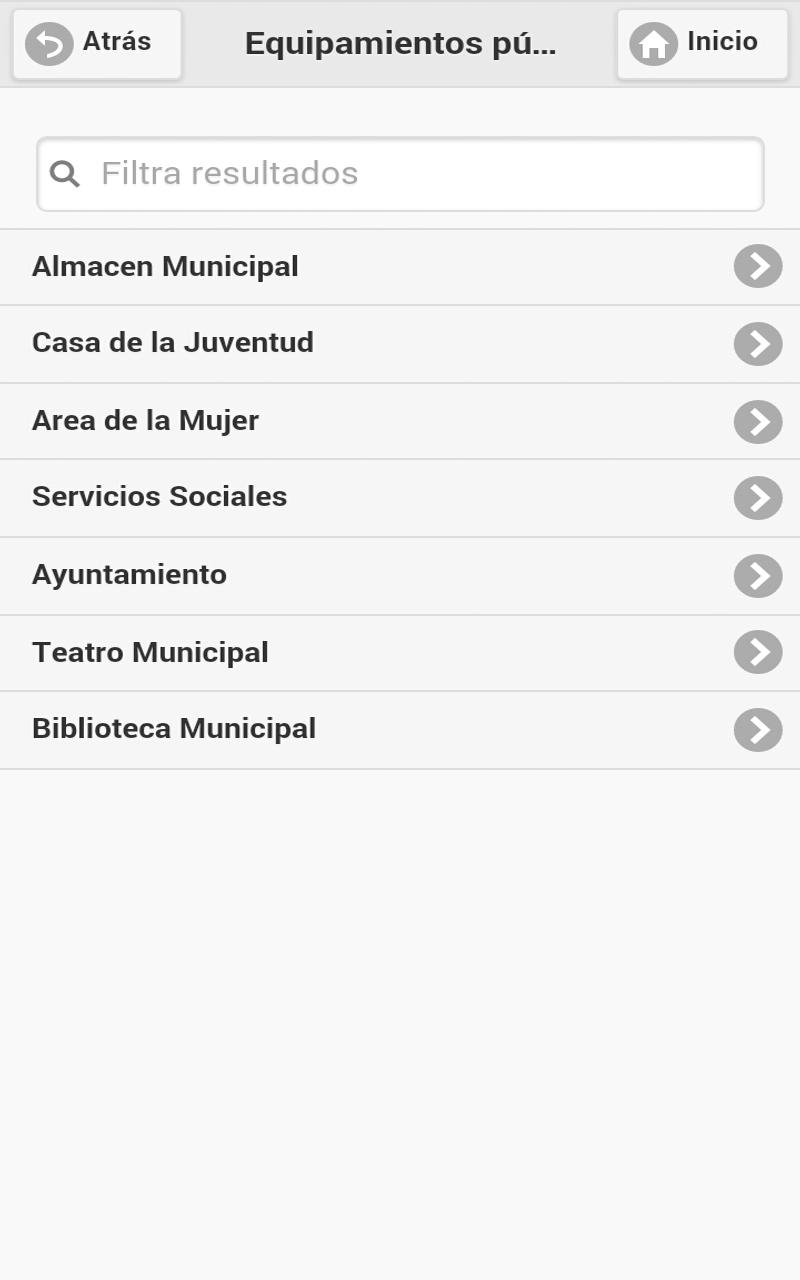 Atrás
Equipamientos pú...
Inicio
Filtra resultados
Almacen Municipal
Casa de la Juventud
Area de la Mujer
Servicios Sociales
Ayuntamiento
Teatro Municipal
Biblioteca Municipal